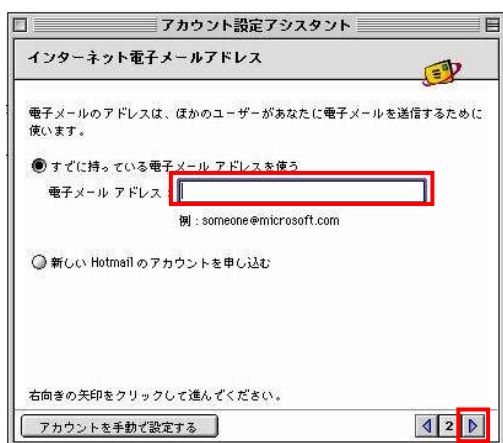 アカウント設定アシスタント
インターネット電子メールアドレス
電子メールのアドレスは、ほかのユーザーがあなたに電子メールを送信するために
使います。
すでに持っている電子メール アドレスを使う
電子メール アドレス：
例：someone@microsoft.com
新しい Hotmail のアカウントを申し込む
右向きの矢印をクリックして進んでください。
アカウントを手動で設定する
2